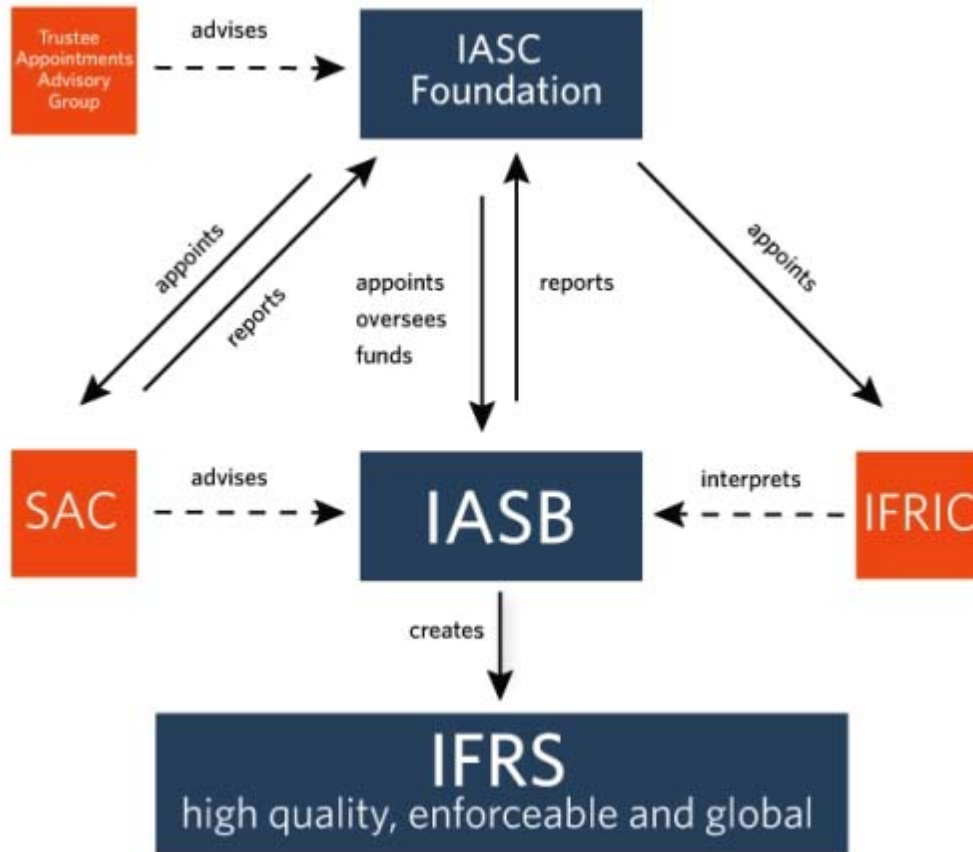 Trustee
Appointments
Advisory
Group
advises
IASC
Foundation
appoints
reports
appoints
oversees
funds
reports
appoints
SAC
advises
IASB
interprets
IFRIC
creates
IFRS
high quality, enforceable and global